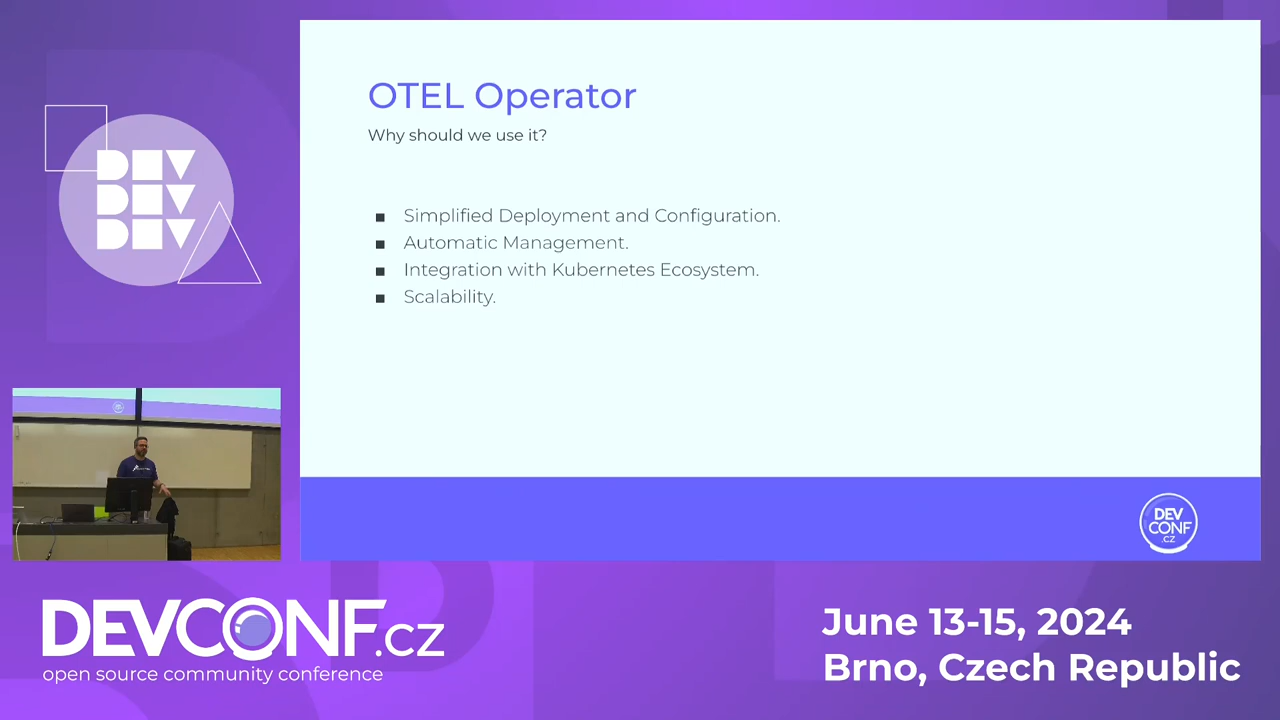 OTEL Operator
Why should we use it?
■ Simplified Deployment and Configuration.
■ Automatic Management.
■ Integration with Kubernetes Ecosystem.
■ Scalability.
DEV
DEV
DEV
DEV
CONF
.CZ
DEVCONF.cz
open source community conference
June 13-15, 2024
Brno, Czech Republic